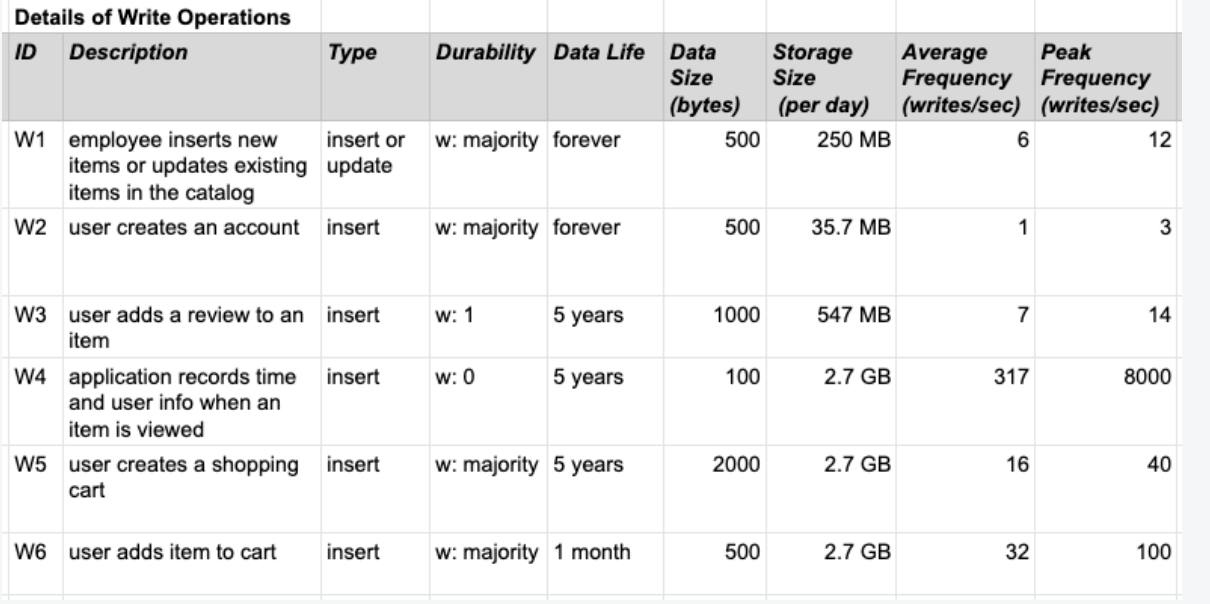 Details of Write Operations
ID Description Type Durability Data Life Data Size (bytes) Storage Size (per day) Average Frequency (writes/sec) Peak Frequency (writes/sec)
W1 employee inserts new items or updates existing items in the catalog insert or update w: majority forever 500 250 MB 6 12
W2 user creates an account insert w: majority forever 500 35.7 MB 1 3
W3 user adds a review to an item insert w: 1 5 years 1000 547 MB 7 14
W4 application records time and user info when an item is viewed insert w: 0 5 years 100 2.7 GB 317 8000
W5 user creates a shopping cart insert w: majority 5 years 2000 2.7 GB 16 40
W6 user adds item to cart insert w: majority 1 month 500 2.7 GB 32 100